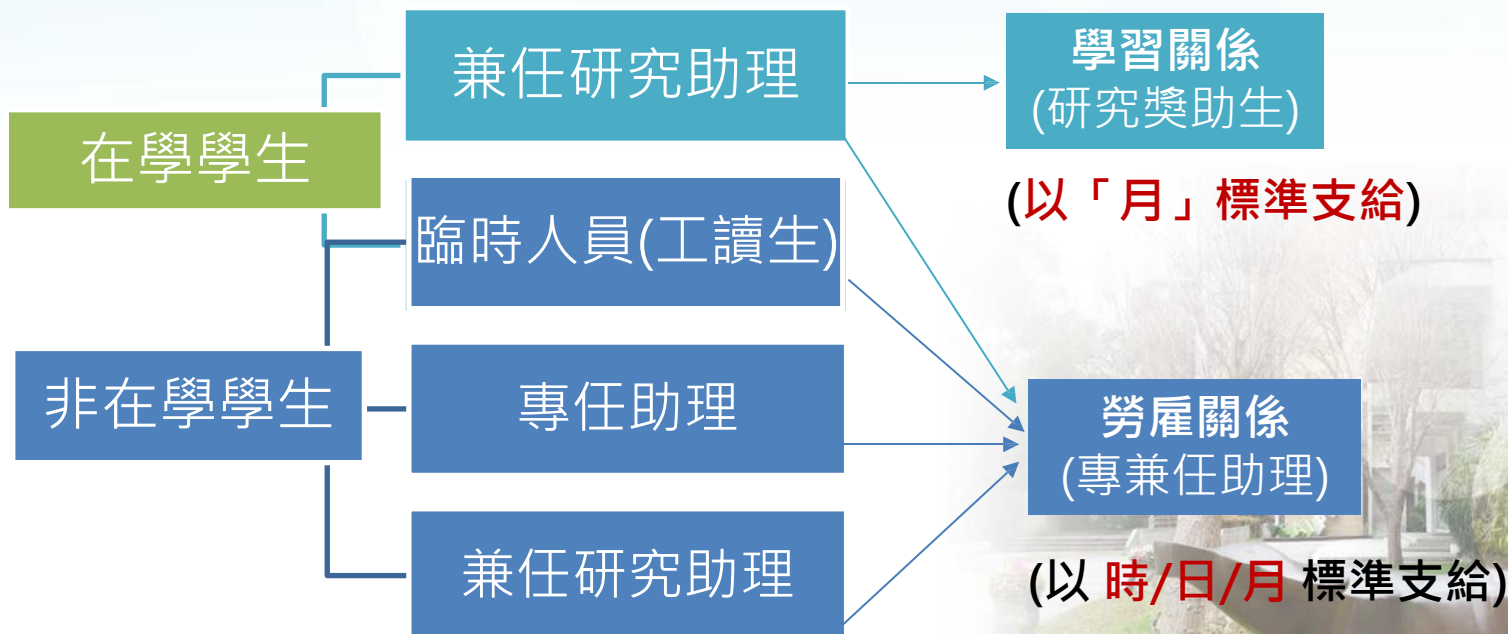 在學學生
非在學學生
兼任研究助理
臨時人員(工讀生)
專任助理
兼任研究助理
學習關係
(研究獎助生)
(以「月」標準支給)
勞雇關係
(專兼任助理)
(以 時/日/月 標準支給)